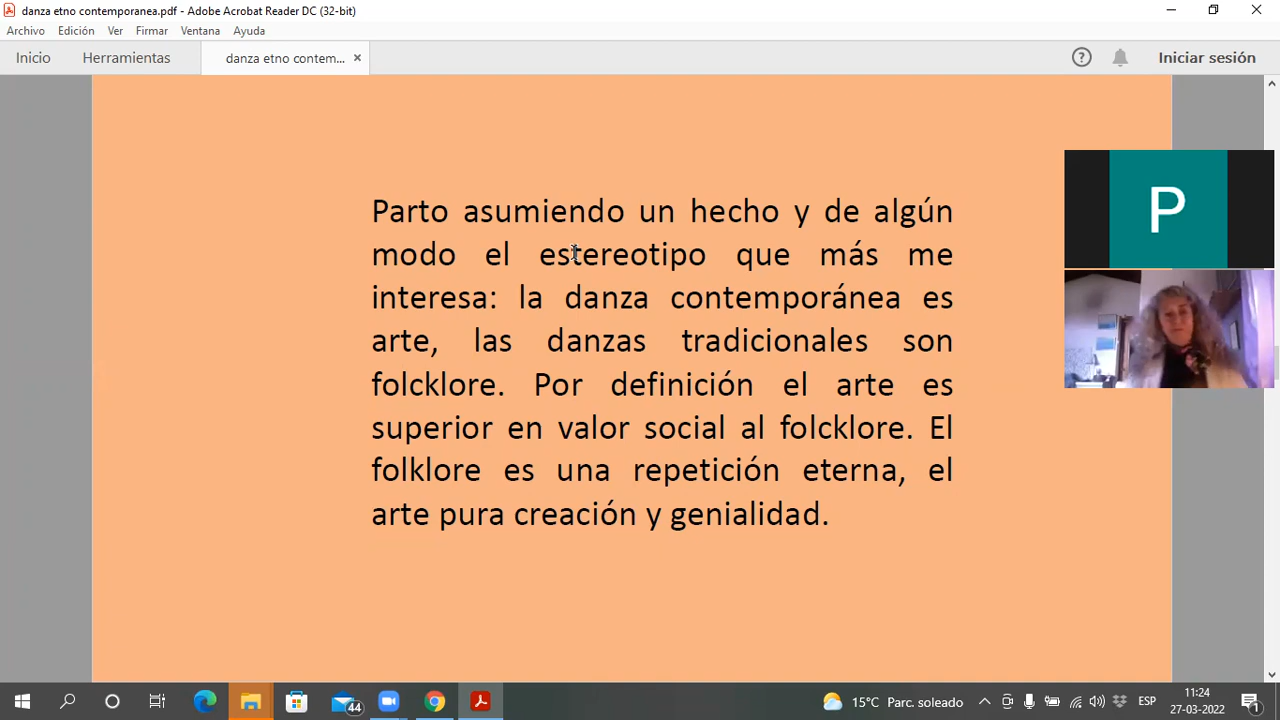 danza etno contemporanea.pdf - Adobe Acrobat Reader DC (32-bit)
Archivo Edición Ver Firmar Ventana Ayuda
Inicio Herramientas danza etno contem... Iniciar sesión
Parto asumiendo un hecho y de algún
modo el estereotipo que más me
interesa: la danza contemporánea es
arte, las danzas tradicionales son
folcklore. Por definición el arte es
superior en valor social al folcklore. El
folklore es una repetición eterna, el
arte pura creación y genialidad.
P
44
15°C Parc. soleado
ESP
11:24
27-03-2022
1